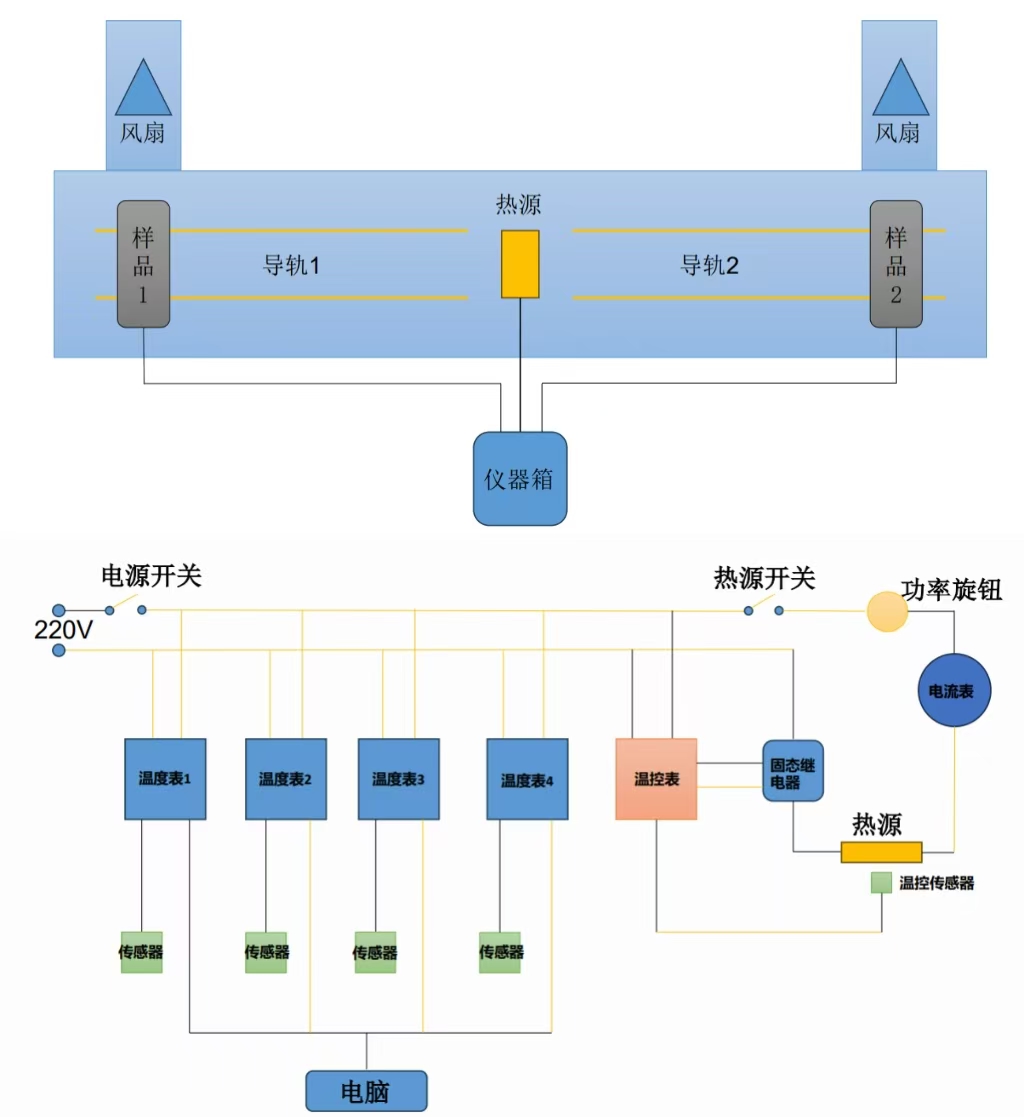 风扇
风扇
热源
样
品
1
导轨1
导轨2
样
品
2
仪器箱
电源开关
热源开关
功率旋钮
220V
电流表
温度表1
温度表2
温度表3
温度表4
温控表
固态继
电器
热源
温控传感器
传感器
传感器
传感器
传感器
电脑